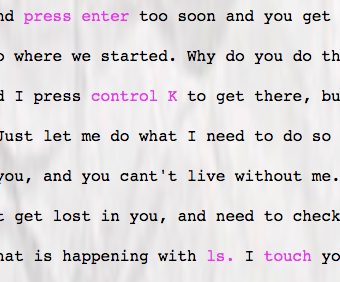 nd press enter too soon and you get
o where we started. Why do you do th
d I press control K to get there, bu
Just let me do what I need to do so
you, and you cant't live without me.
t get lost in you, and need to check
hat is happening with ls. I touch yo